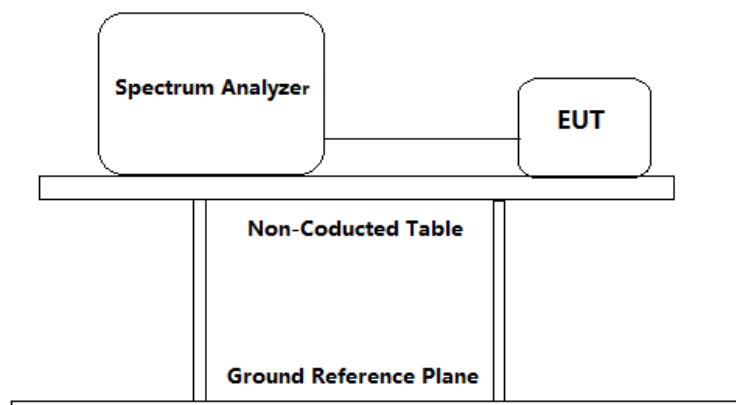 Spectrum Analyzer
EUT
Non-Coducted Table
Ground Reference Plane